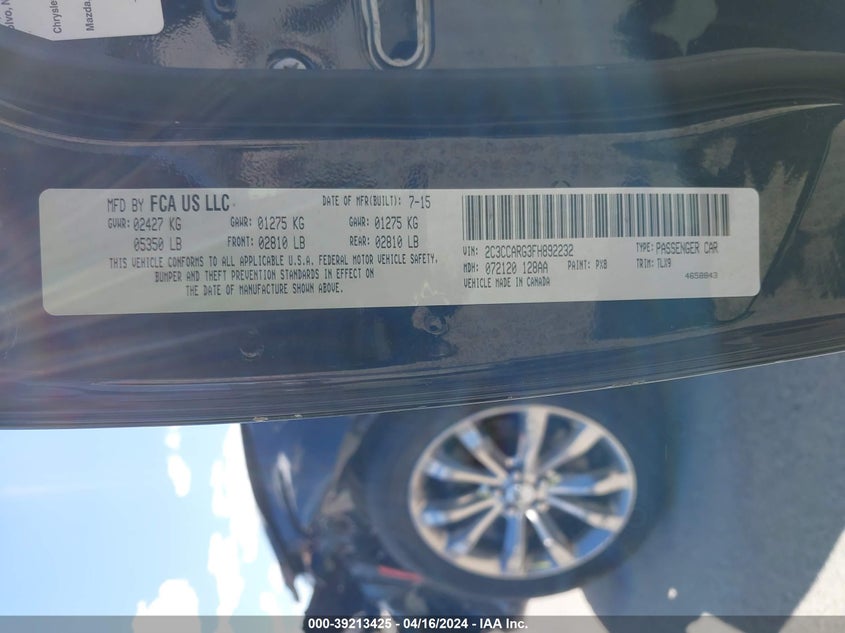 Chrysle
Mazda,
MFD BY FCA US LLC
DATE OF MFR(BUILT): 7-15
GVWR: 02427 KG GAWR: 01275 KG GAWR: 01275 KG
05350 LB FRONT: 02810 LB REAR: 02810 LB
THIS VEHICLE CONFORMS TO ALL APPLICABLE U.S.A. FEDERAL MOTOR VEHICLE SAFETY,
BUMPER AND THEFT PREVENTION STANDARDS IN EFFECT ON
THE DATE OF MANUFACTURE SHOWN ABOVE.
VIN: 2C3CCARG3FH892232 TYPE: PASSENGER CAR
MDH: 072120 128AA PAINT: PX8 TRIM: TLX9
VEHICLE MADE IN CANADA 4658843
000-39213425 - 04/16/2024 - IAA Inc.